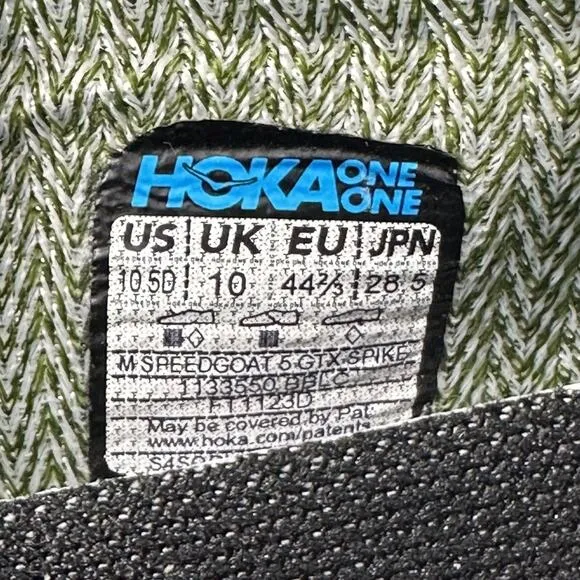 HOKA ONE ONE
US UK EU JPN
10.5D 10 44⅔ 28.5
M SPEEDGOAT 5 GTX SPIKE
1133550 BBLC
F11123D
May be covered by Pat.
www.hoka.com/patents